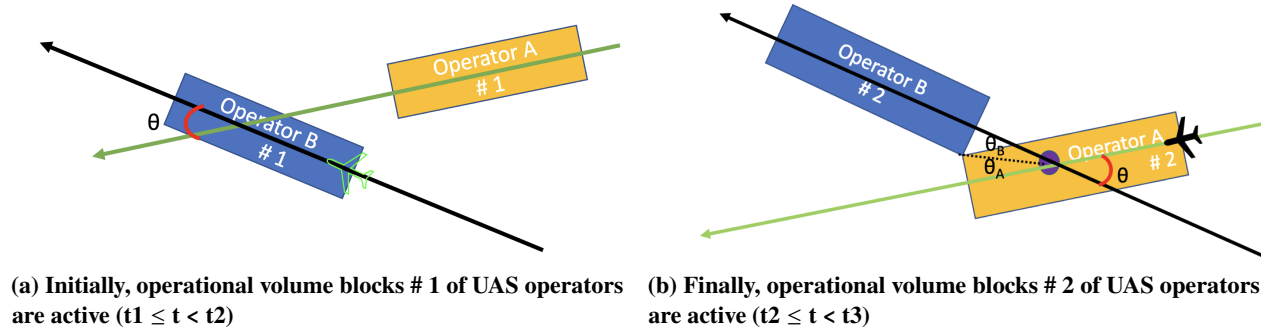 Operator A
# 1
Operator B
# 1
θ
(a) Initially, operational volume blocks # 1 of UAS operators
are active (t1 ≤ t < t2)
Operator B
# 2
Operator A
# 2
θB
θA
θ
(b) Finally, operational volume blocks # 2 of UAS operators
are active (t2 ≤ t < t3)